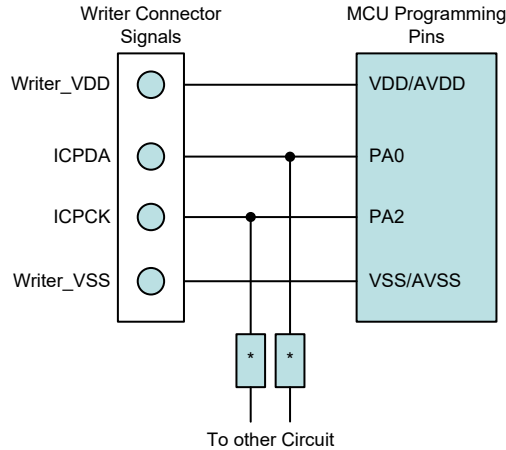 Writer Connector
Signals
MCU Programming
Pins
Writer_VDD
VDD/AVDD
ICPDA
PA0
ICPCK
PA2
Writer_VSS
VSS/AVSS
* *
To other Circuit